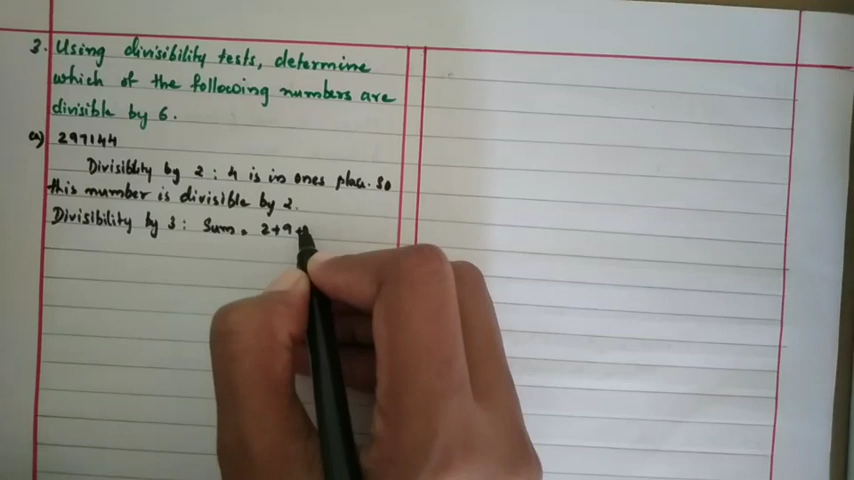 3. Using divisibility tests, determine
which of the following numbers are
divisible by 6.
a) 297144
Divisiblity by 2 : 4 is in ones place. So
this number is divisible by 2.
Divisibility by 3 : Sum = 2+9+